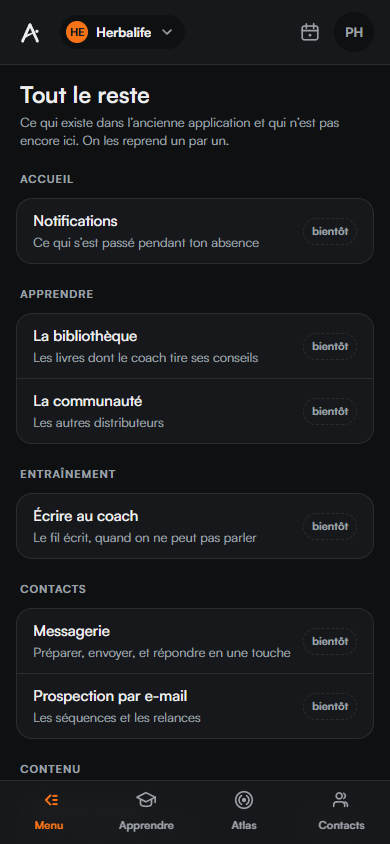 HE Herbalife PH
Tout le reste
Ce qui existe dans l'ancienne application et qui n'est pas
encore ici. On les reprend un par un.
ACCUEIL
Notifications
Ce qui s'est passé pendant ton absence
bientôt
APPRENDRE
La bibliothèque
Les livres dont le coach tire ses conseils
bientôt
La communauté
Les autres distributeurs
bientôt
ENTRAÎNEMENT
Écrire au coach
Le fil écrit, quand on ne peut pas parler
bientôt
CONTACTS
Messagerie
Préparer, envoyer, et répondre en une touche
bientôt
Prospection par e-mail
Les séquences et les relances
bientôt
CONTENU
Menu Apprendre Atlas Contacts